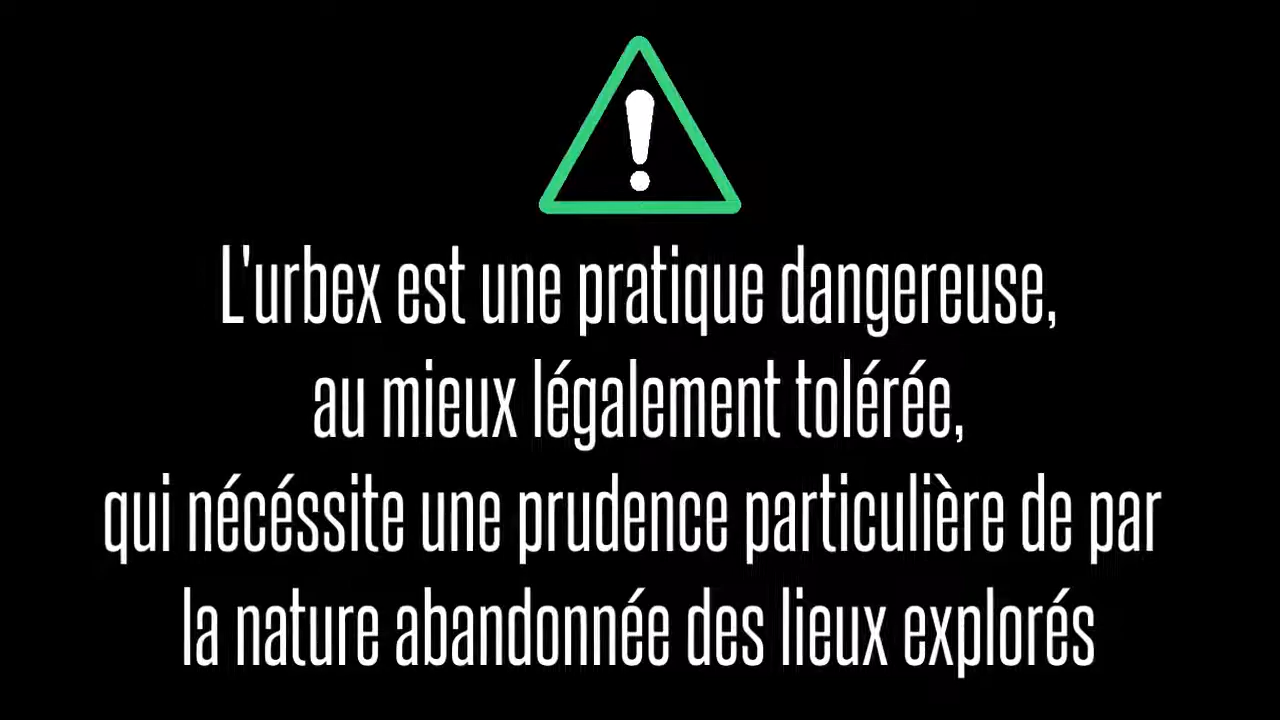 L'urbex est une pratique dangereuse,
au mieux légalement tolérée,
qui nécéssite une prudence particulière de par
la nature abandonnée des lieux explorés